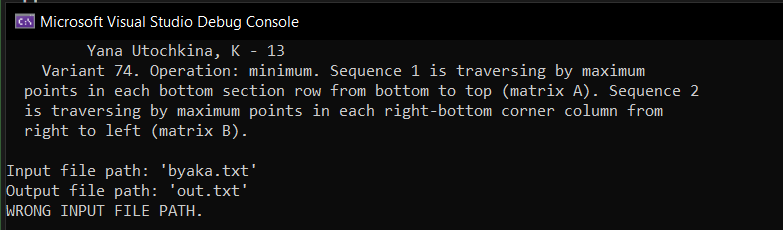 Microsoft Visual Studio Debug Console
Yana Utochkina, K - 13
Variant 74. Operation: minimum. Sequence 1 is traversing by maximum
points in each bottom section row from bottom to top (matrix A). Sequence 2
is traversing by maximum points in each right-bottom corner column from
right to left (matrix B).
Input file path: 'byaka.txt'
Output file path: 'out.txt'
WRONG INPUT FILE PATH.